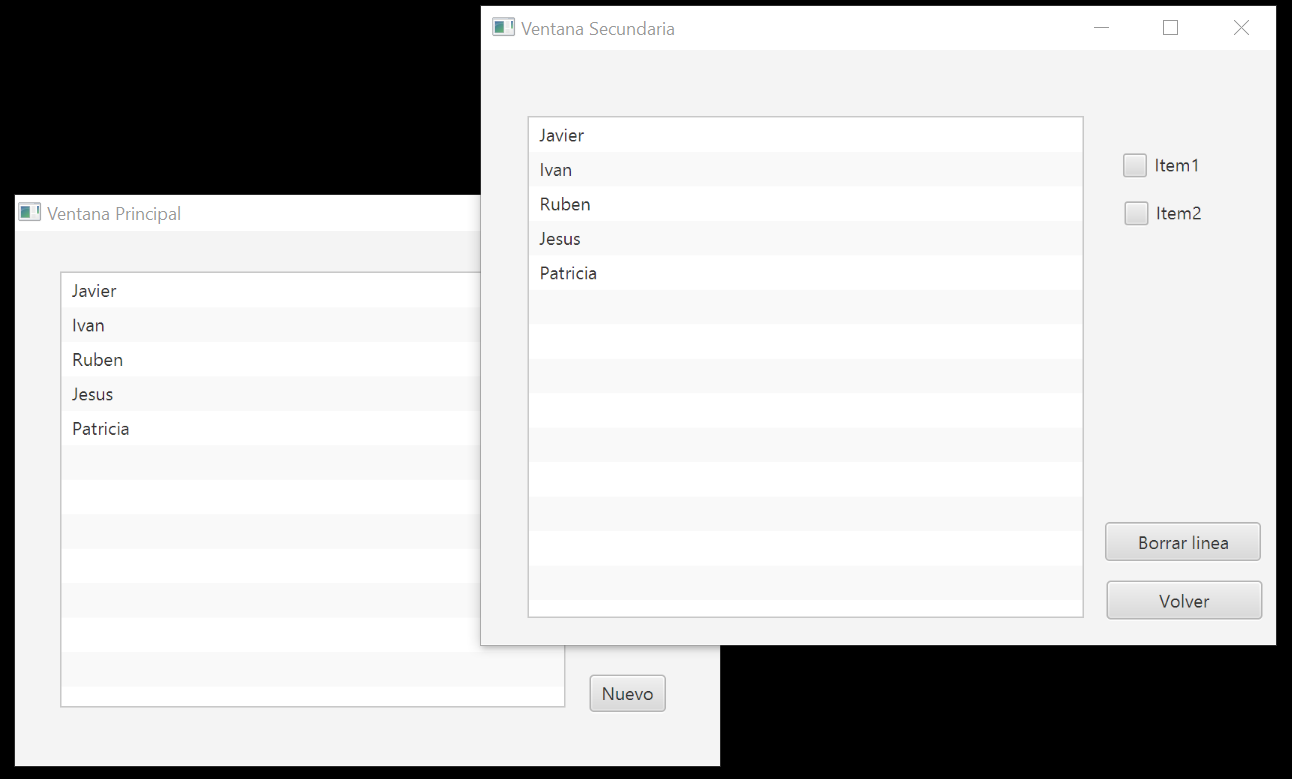 Ventana Principal
Javier
Ivan
Ruben
Jesus
Patricia
Nuevo
Ventana Secundaria
Javier
Ivan
Ruben
Jesus
Patricia
Item1
Item2
Borrar linea
Volver